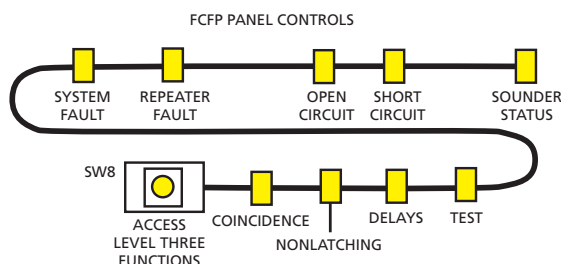 FCFP PANEL CONTROLS
SYSTEM
FAULT
REPEATER
FAULT
OPEN
CIRCUIT
SHORT
CIRCUIT
SOUNDER
STATUS
SW8
ACCESS
LEVEL THREE
FUNCTIONS
COINCIDENCE
NONLATCHING
DELAYS
TEST